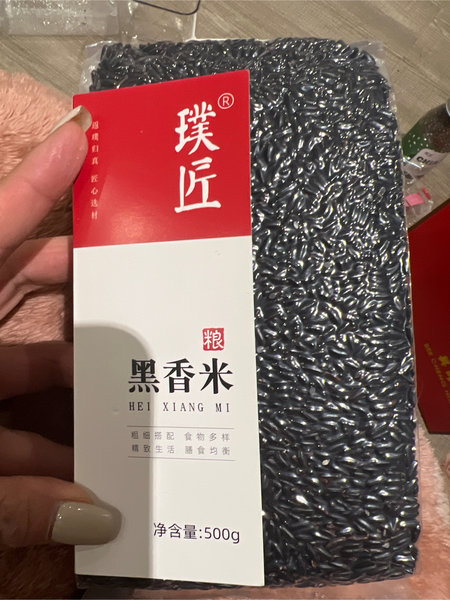 璞匠®
返璞归真 匠心选材
粮
黑香米
HEI XIANG MI
粗细搭配 食物多样
精致生活 膳食均衡
净含量:500g